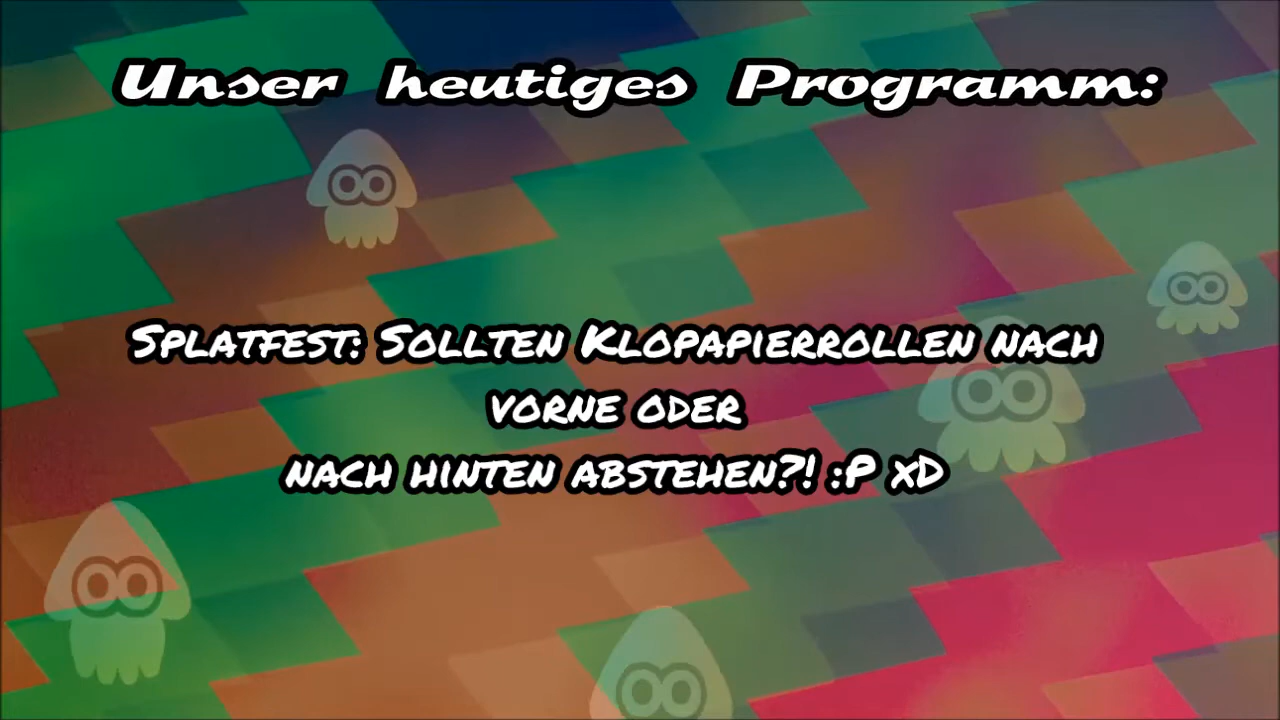 Unser heutiges Programm:
Splatfest: Sollten Klopapierrollen nach
vorne oder
nach hinten abstehen?! :P xD